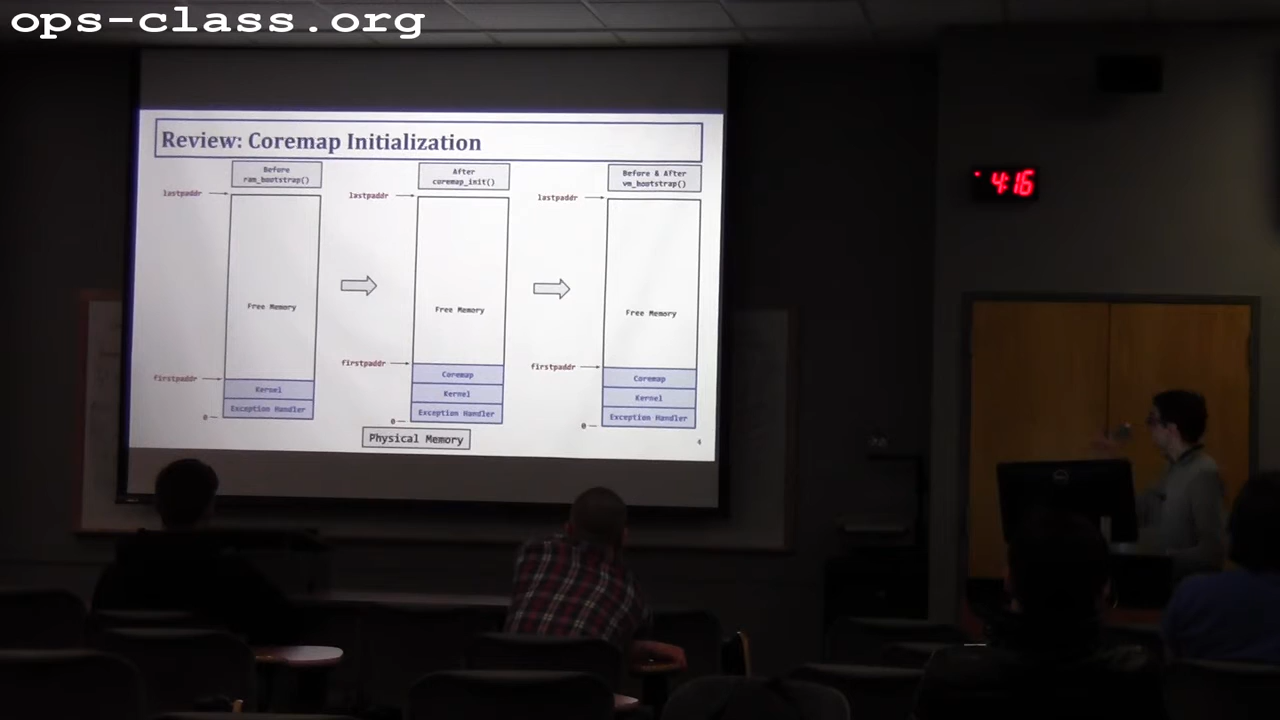 ops-class.org
Review: Coremap Initialization
Before
ram_bootstrap()
After
coremap_init()
Before & After
vm_bootstrap()
lastpaddr
lastpaddr
lastpaddr
Free Memory
Free Memory
Free Memory
firstpaddr
firstpaddr
firstpaddr
Kernel
Exception Handler
0
Coremap
Kernel
Exception Handler
0
Coremap
Kernel
Exception Handler
0
Physical Memory
4
4:16